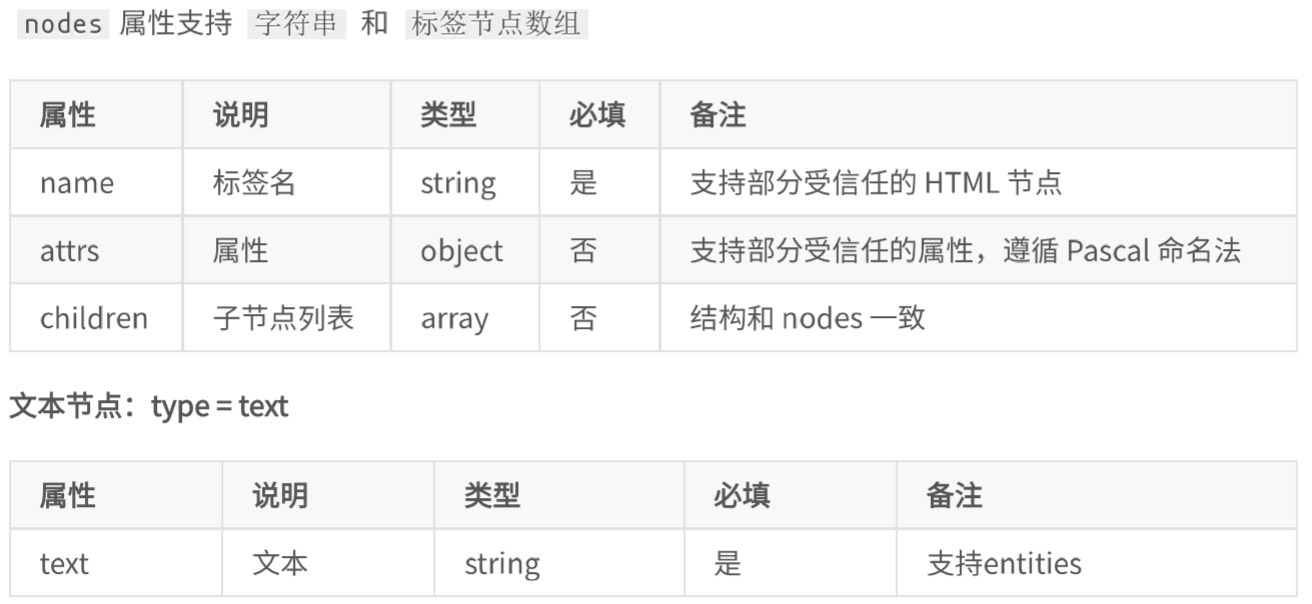 nodes 属性支持 字符串 和 标签节点数组
属性 说明 类型 必填 备注
name 标签名 string 是 支持部分受信任的 HTML 节点
attrs 属性 object 否 支持部分受信任的属性，遵循 Pascal 命名法
children 子节点列表 array 否 结构和 nodes 一致
文本节点：type = text
属性 说明 类型 必填 备注
text 文本 string 是 支持entities